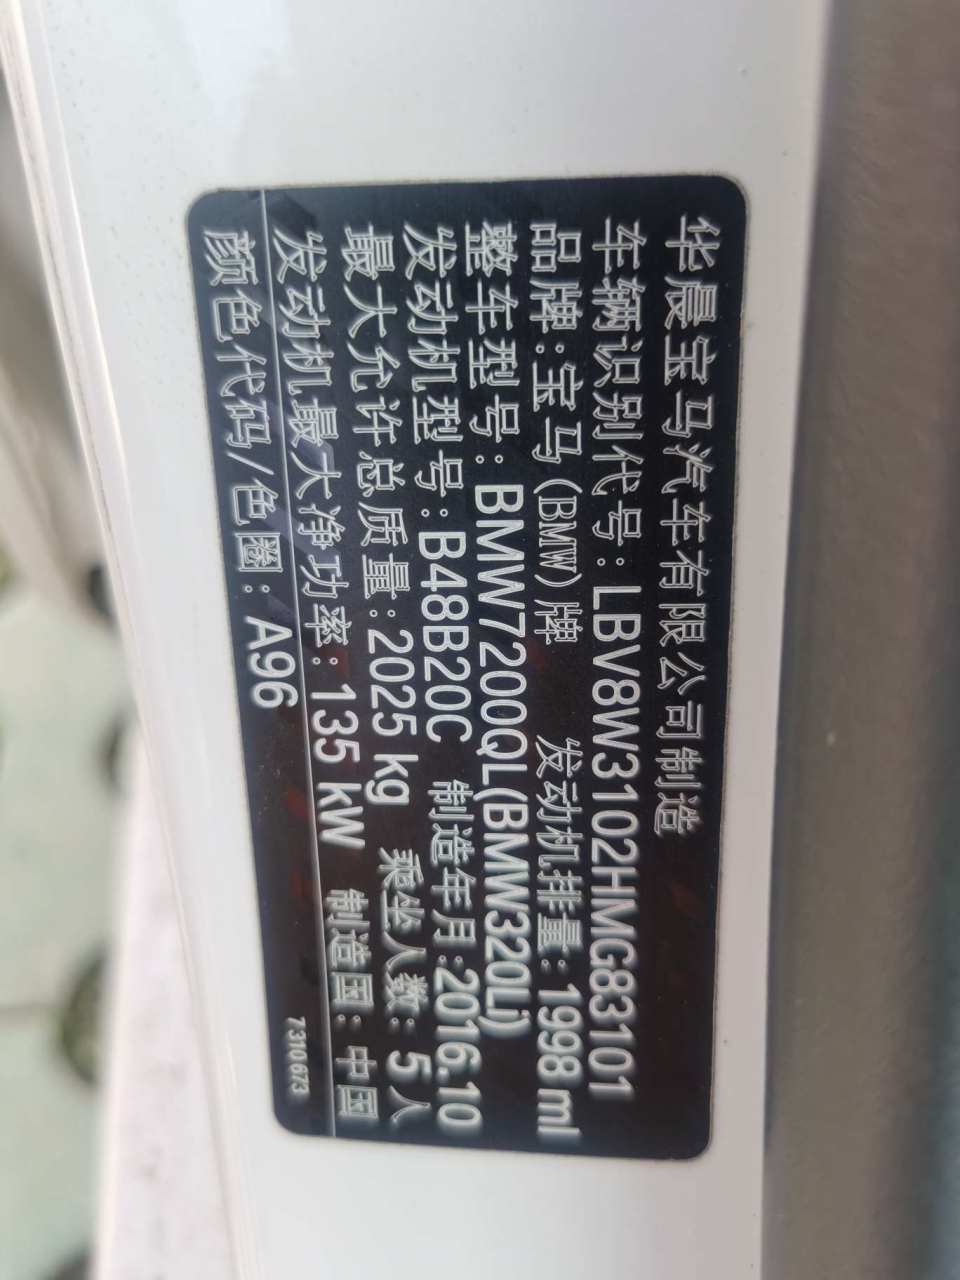 华晨宝马汽车有限公司制造
车辆识别代号:LBV8W3102HMG83101
品牌:宝马(BMW)牌 发动机排量:1998 ml
整车型号:BMW7200QL(BMW320Li)
发动机型号:B48B20C 制造年月:2016.10
最大允许总质量:2025 kg 乘坐人数:5人
发动机最大净功率:135 kW 制造国:中国
颜色代码/色圈:A96
7 310 673